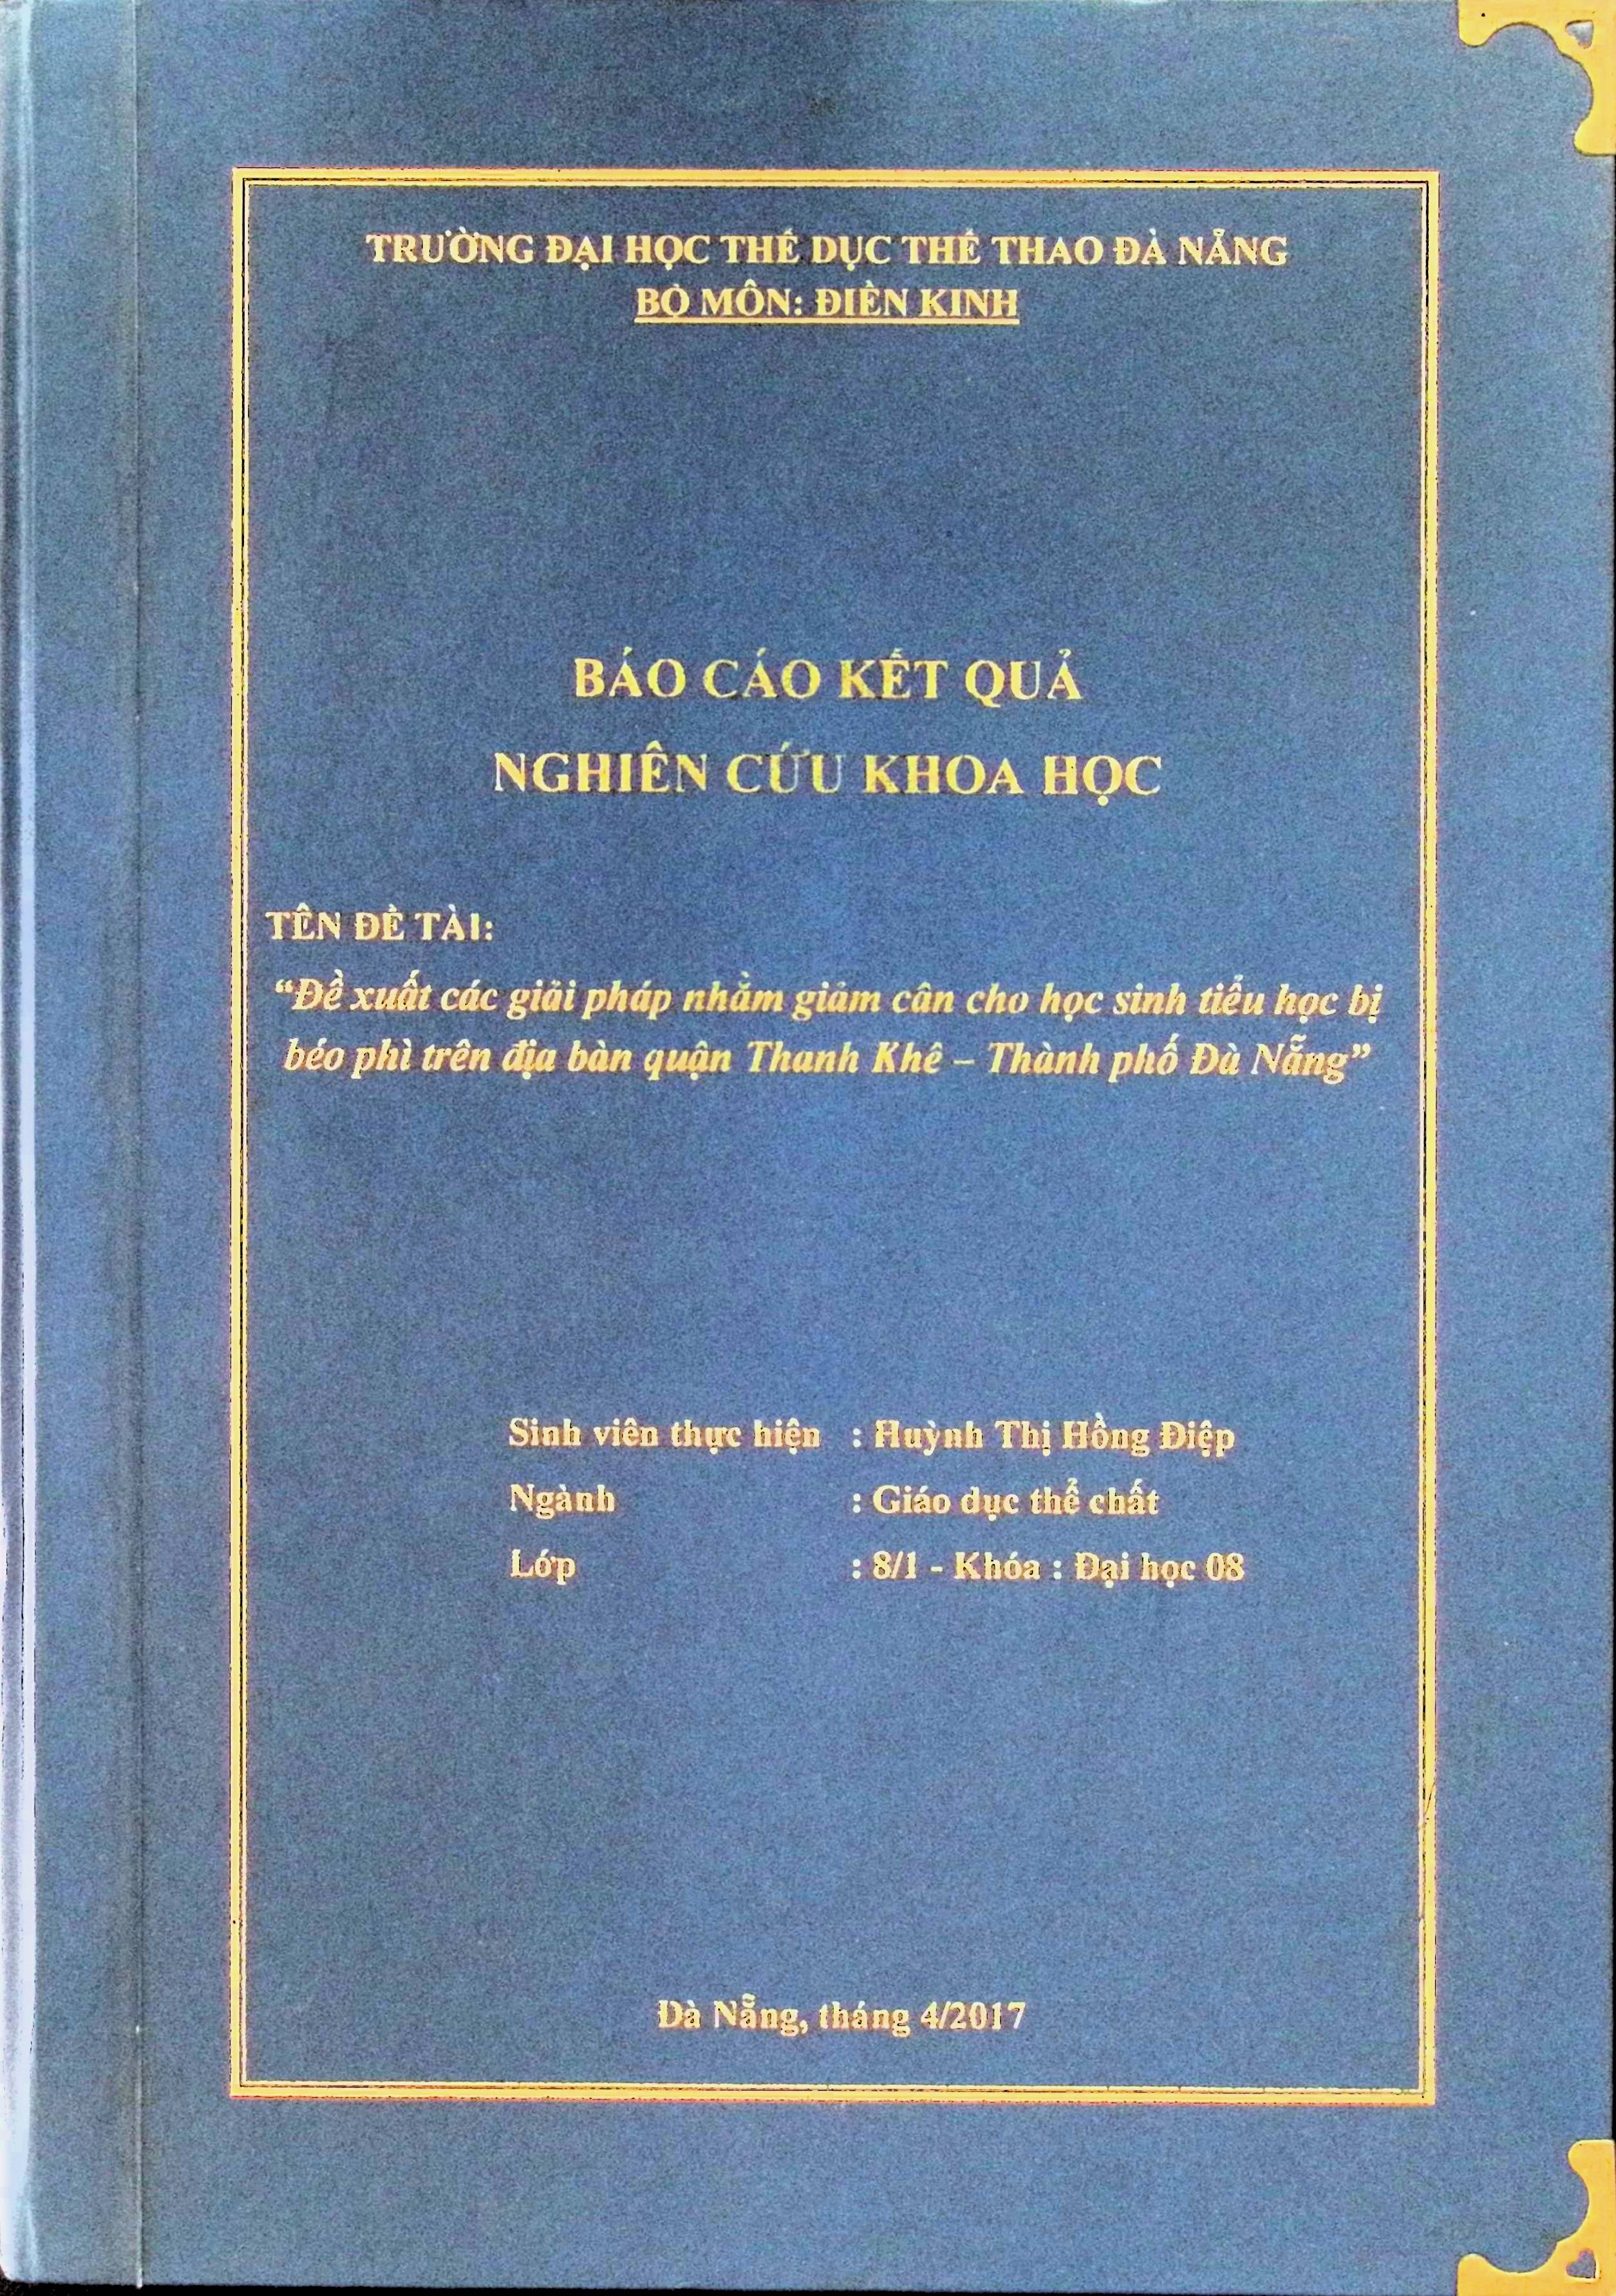 TRƯỜNG ĐẠI HỌC THỂ DỤC THỂ THAO ĐÀ NẴNG
BỘ MÔN: ĐIỀN KINH
BÁO CÁO KẾT QUẢ
NGHIÊN CỨU KHOA HỌC
TÊN ĐỀ TÀI:
“Đề xuất các giải pháp nhằm giảm cân cho học sinh tiểu học bị
béo phì trên địa bàn quận Thanh Khê – Thành phố Đà Nẵng”
Sinh viên thực hiện : Huỳnh Thị Hồng Điệp
Ngành : Giáo dục thể chất
Lớp : 8/1 - Khóa : Đại học 08
Đà Nẵng, tháng 4/2017